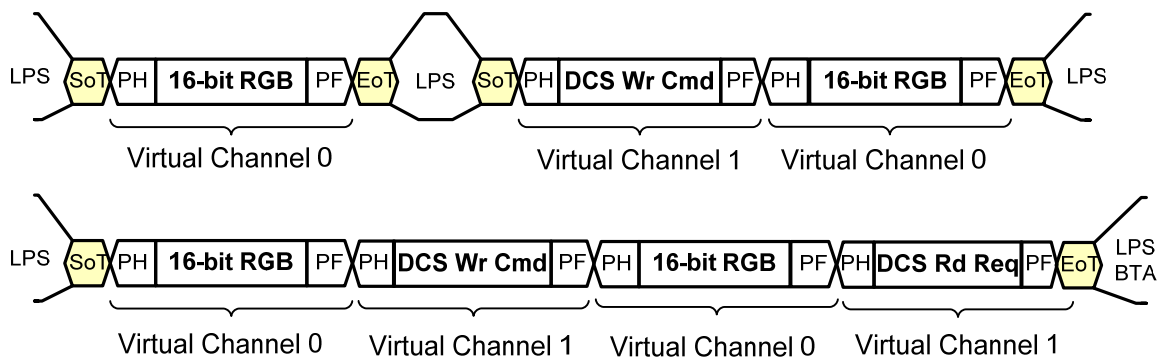 LPS SoT PH 16-bit RGB PF EoT LPS SoT PH DCS Wr Cmd PF PH 16-bit RGB PF EoT LPS
Virtual Channel 0 Virtual Channel 1 Virtual Channel 0
LPS SoT PH 16-bit RGB PF PH DCS Wr Cmd PF PH 16-bit RGB PF PH DCS Rd Req PF EoT LPS
BTA
Virtual Channel 0 Virtual Channel 1 Virtual Channel 0 Virtual Channel 1